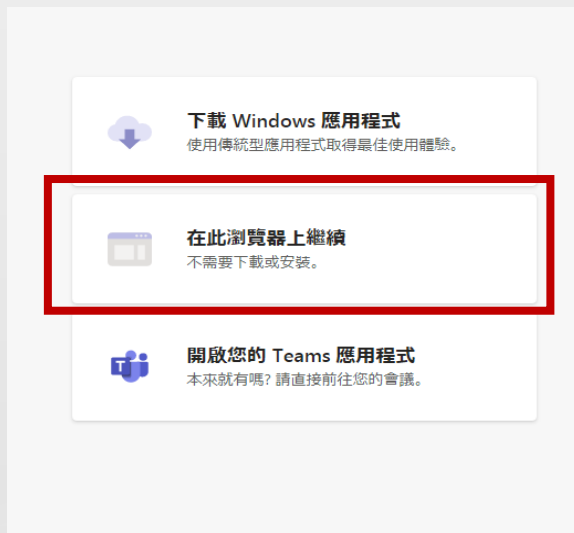 下載 Windows 應用程式
使用傳統型應用程式取得最佳使用體驗。
在此瀏覽器上繼續
不需要下載或安裝。
開啟您的 Teams 應用程式
本來就有嗎? 請直接前往您的會議。